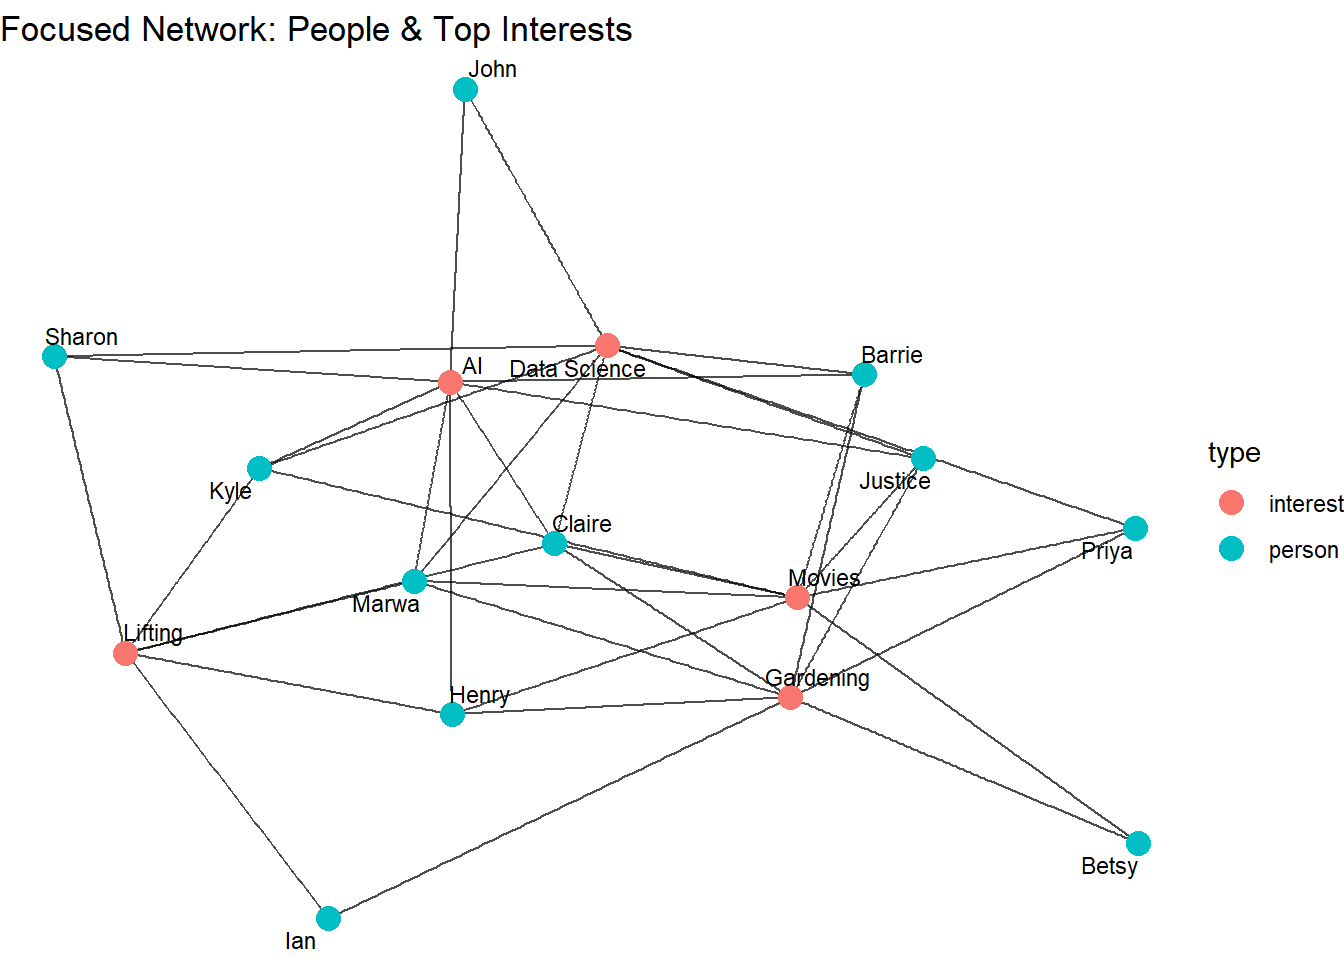 Focused Network: People & Top Interests
John
Sharon
Barrie
AI
Data Science
type
Justice
Kyle
interest
Claire
person
Priya
Movies
Marwa
Lifting
Gardening
Henry
Betsy
Ian